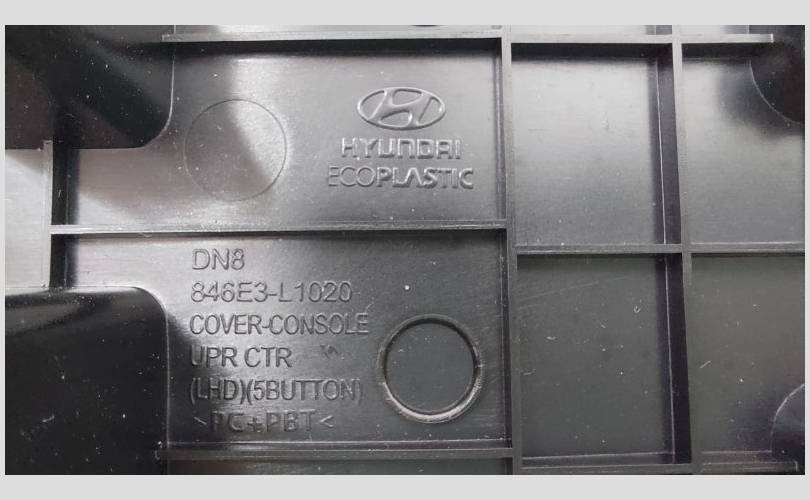 HYUNDAI
ECOPLASTIC
DN8
846E3-L1020
COVER-CONSOLE
UPR CTR
(LHD)(5BUTTON)
>PC+PBT<